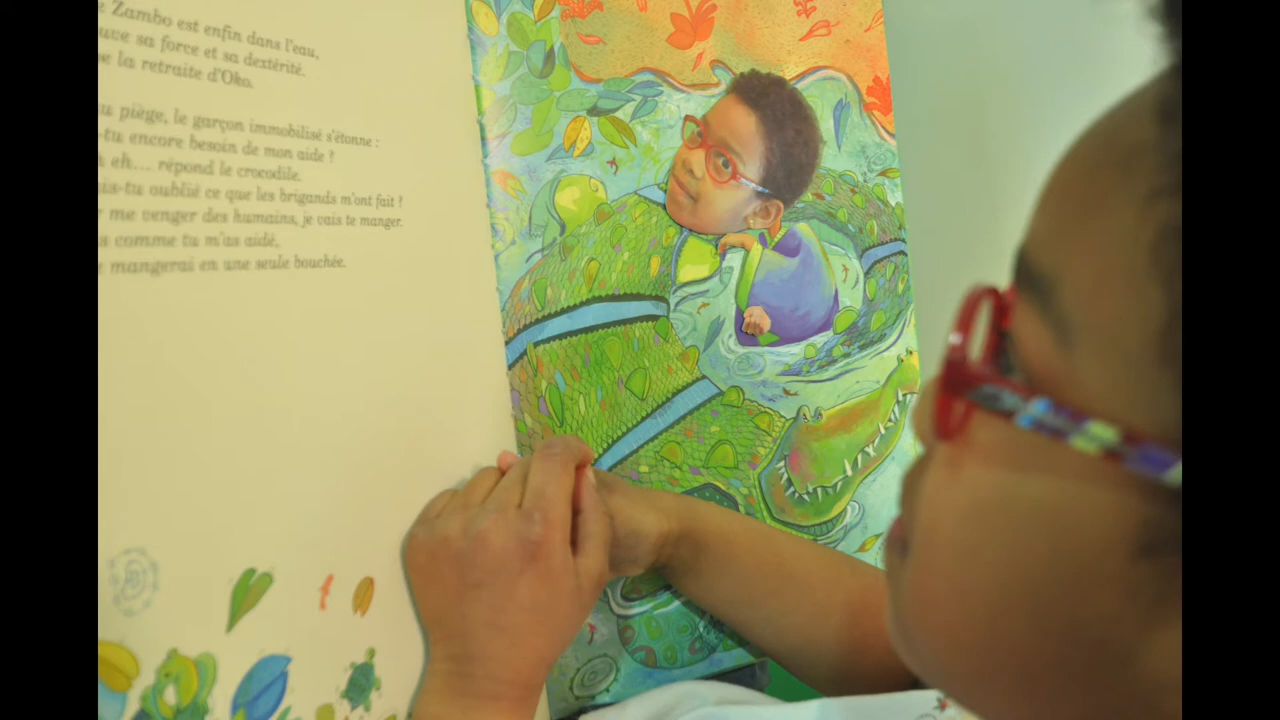 Zambo est enfin dans l'eau,
sa force et sa dextérité.
la retraite d'Oko.
piège, le garçon immobilisé s'étonne :
-tu encore besoin de mon aide ?
eh... répond le crocodile.
-tu oublié ce que les brigands m'ont fait ?
me venger des humains, je vais te manger.
comme tu m'as aidé,
mangerai en une seule bouchée.